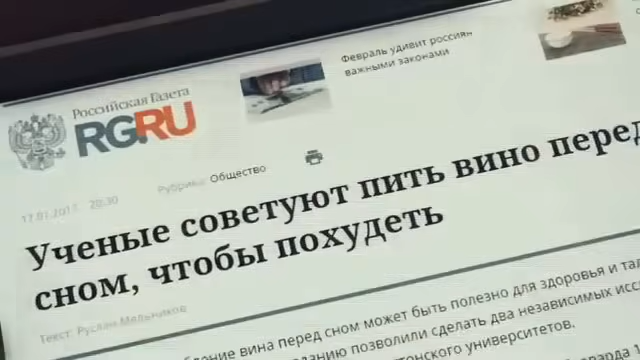 Февраль удивит россиян
важными законами
Российская Газета
RG.RU
17.01.2017 20:30
Рубрика: Общество
Ученые советуют пить вино перед
сном, чтобы похудеть
Текст: Руслан Мельников
вина перед сном может быть полезно для здоровья и
позволили сделать два независимых
университетов.